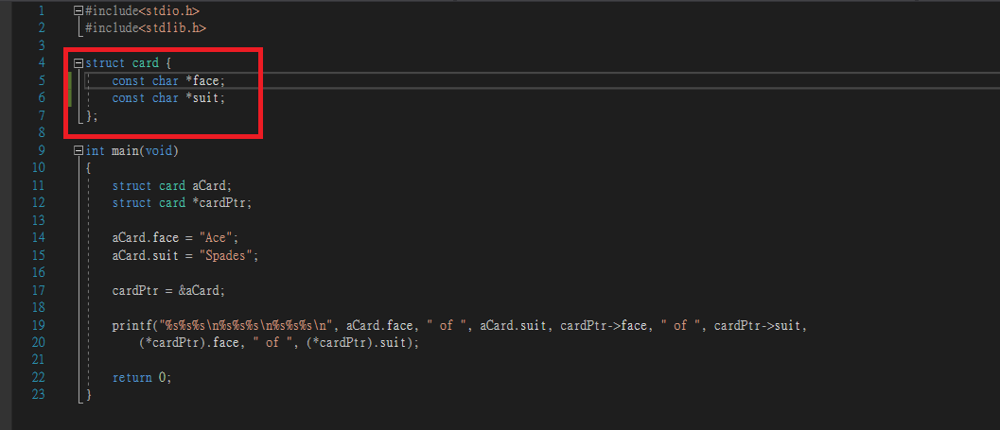 1 #include<stdio.h>
2 #include<stdlib.h>
3
4 struct card {
5 const char *face;
6 const char *suit;
7 };
8
9 int main(void)
10 {
11 struct card aCard;
12 struct card *cardPtr;
13
14 aCard.face = "Ace";
15 aCard.suit = "Spades";
16
17 cardPtr = &aCard;
18
19 printf("%s%s%s\n%s%s%s\n%s%s%s\n", aCard.face, " of ", aCard.suit, cardPtr->face, " of ", cardPtr->suit,
20 (*cardPtr).face, " of ", (*cardPtr).suit);
21
22 return 0;
23 }